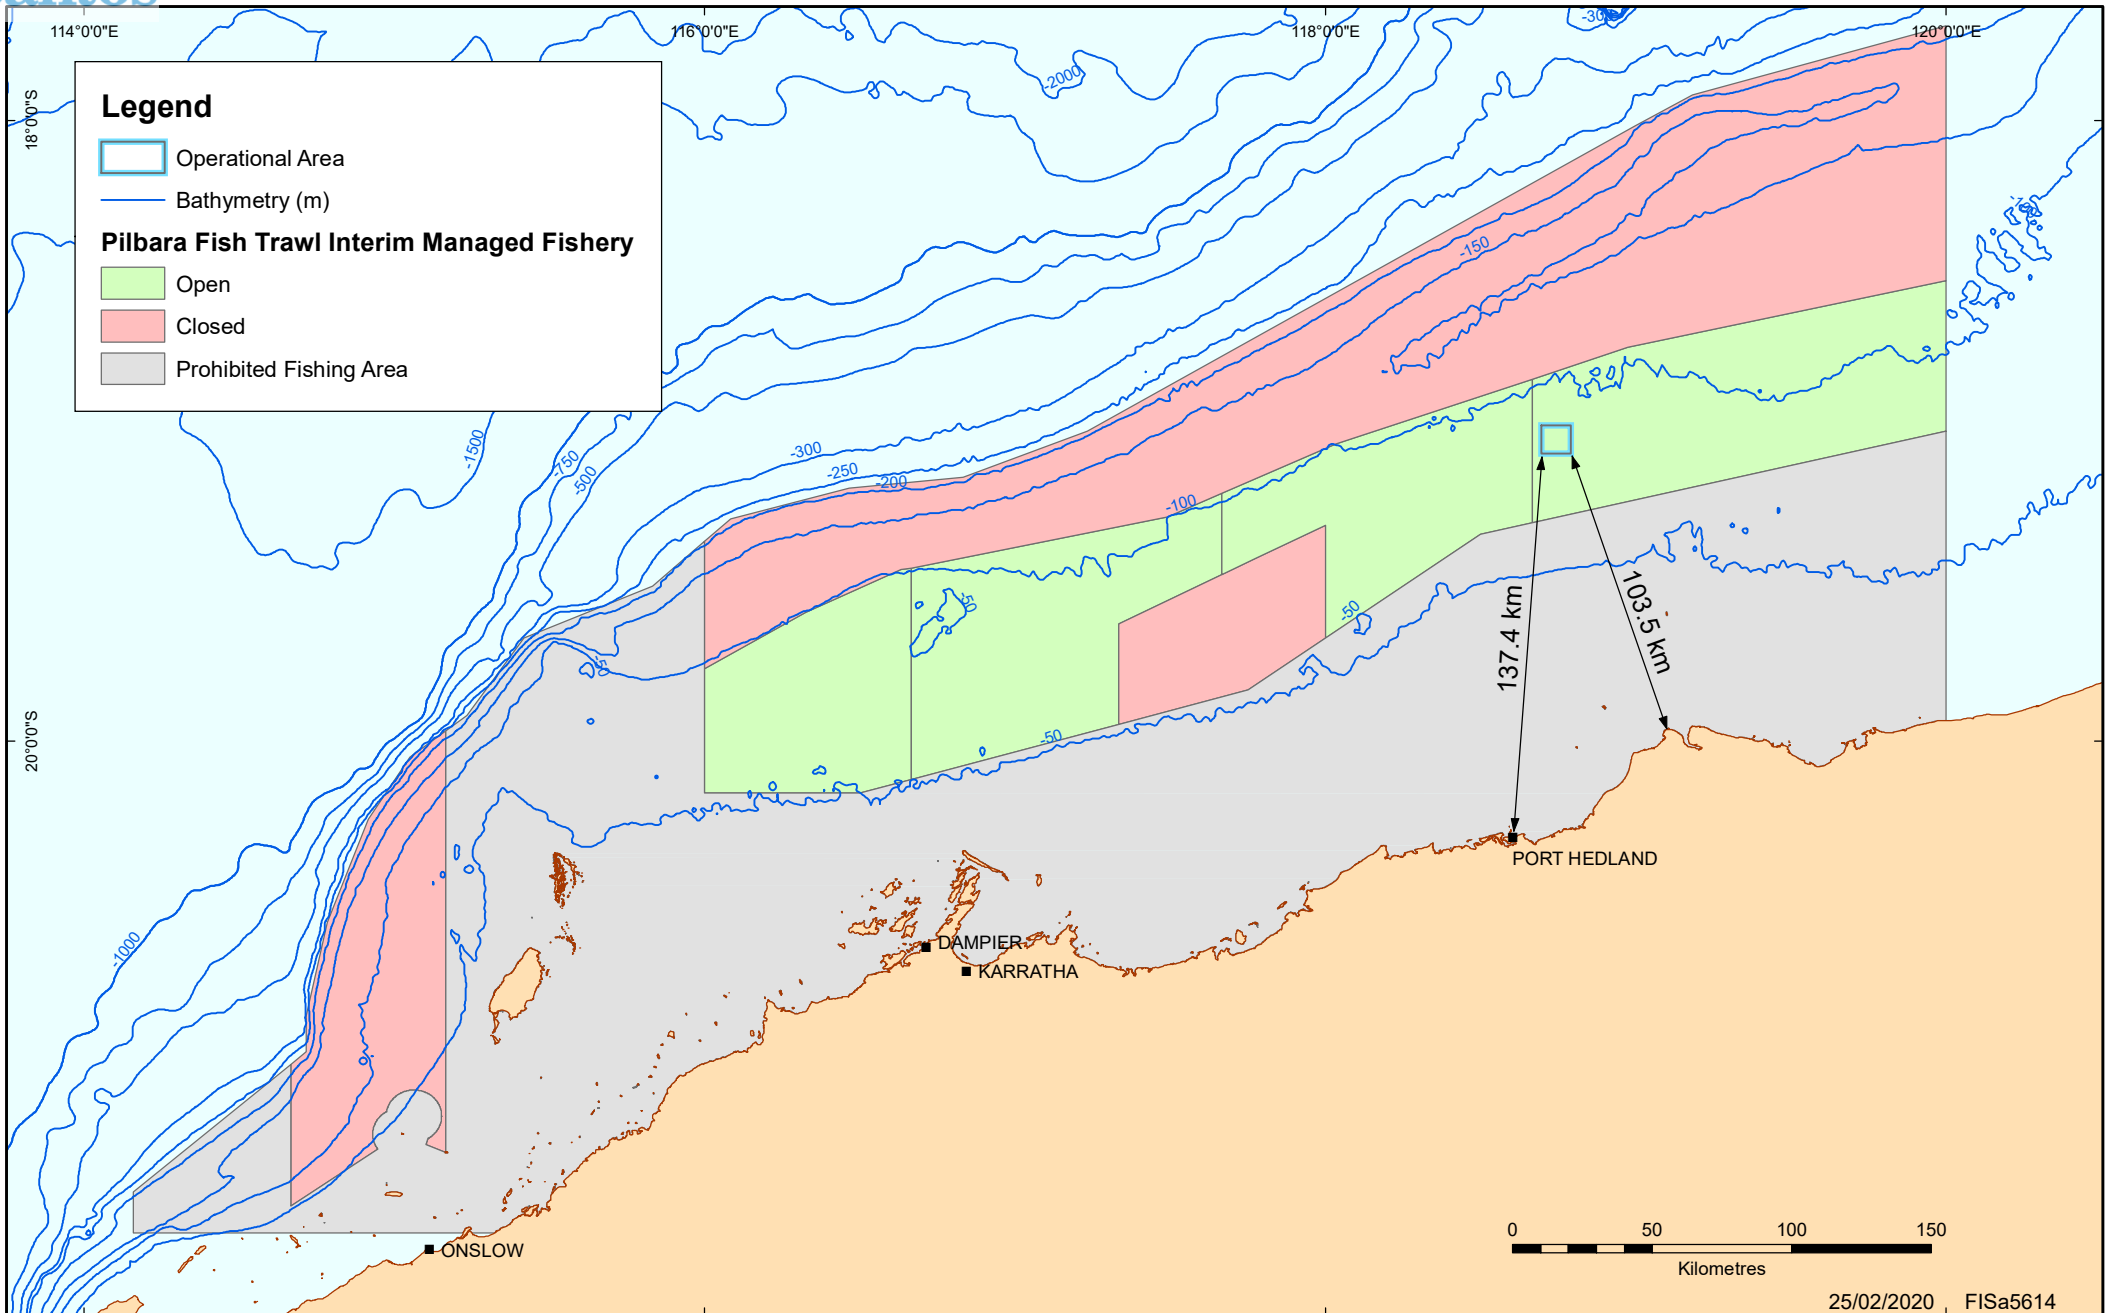 114°0'0"E
116°0'0"E
118°0'0"E
120°0'0"E
18°0'0"S
20°0'0"S
Legend
Operational Area
Bathymetry (m)
Pilbara Fish Trawl Interim Managed Fishery
Open
Closed
Prohibited Fishing Area
-2000
-150
-1500
-750
-500
-300
-250
-200
-100
-50
-50
-50
-50
-1000
137.4 km
103.5 km
PORT HEDLAND
DAMPIER
KARRATHA
ONSLOW
0 50 100 150
Kilometres
25/02/2020 FISa5614